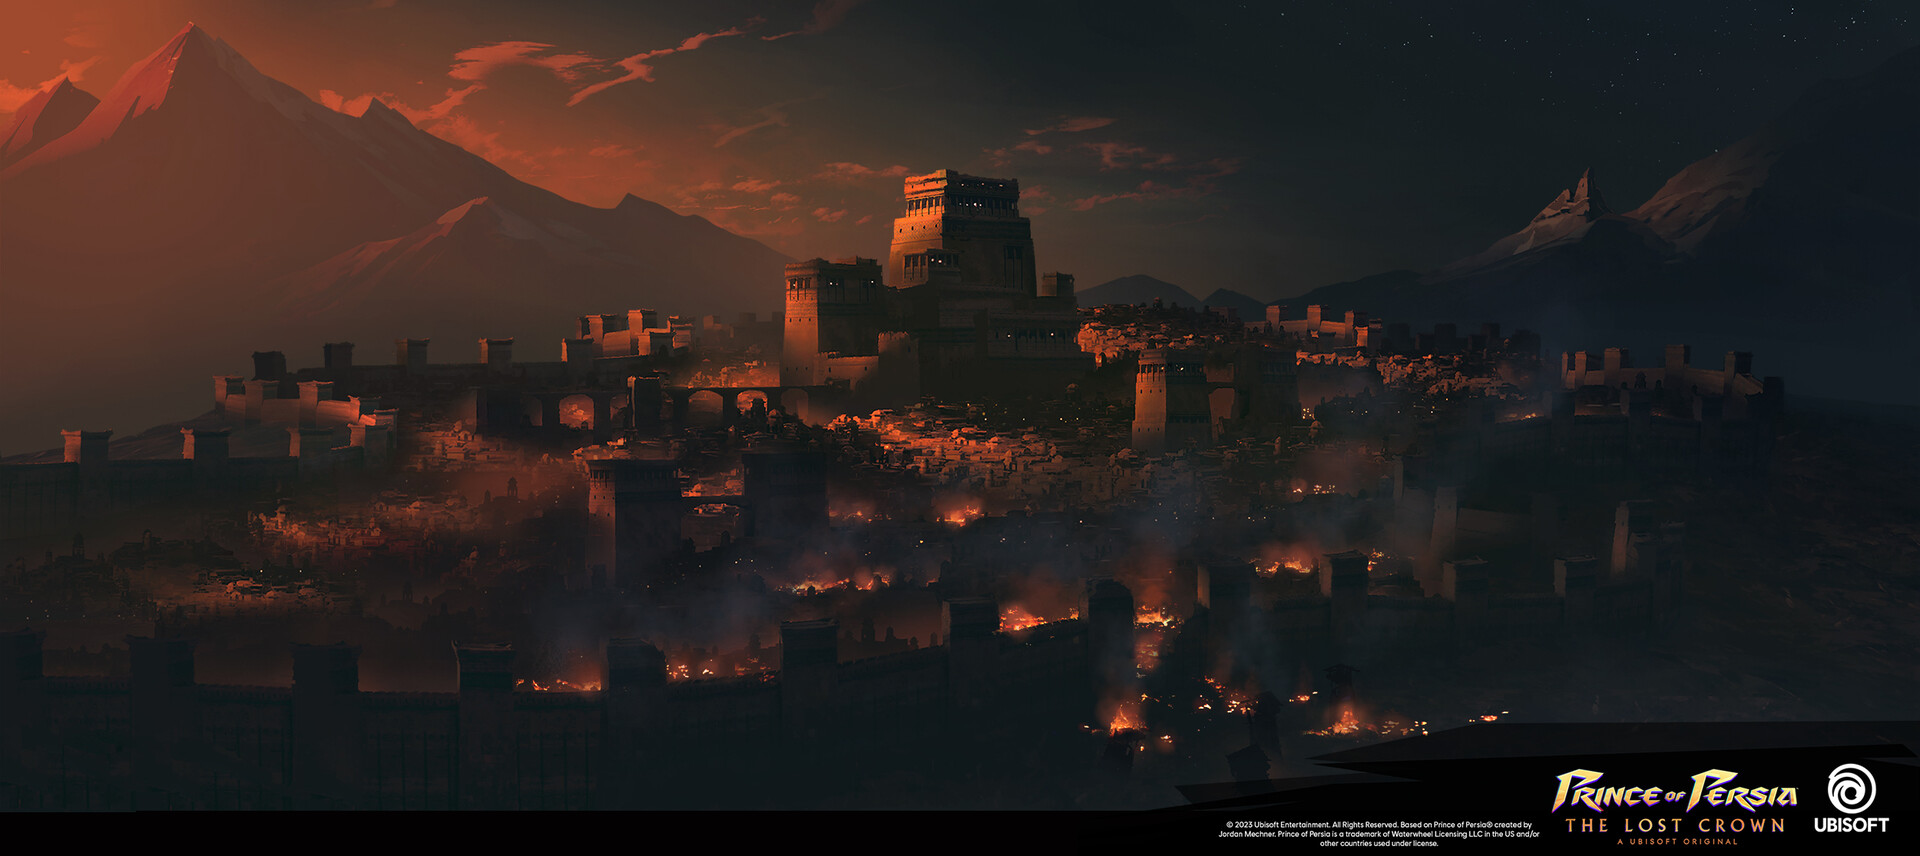 © 2023 Ubisoft Entertainment. All Rights Reserved. Based on Prince of Persia® created by
Jordan Mechner. Prince of Persia is a trademark of Waterwheel Licensing LLC in the US and/or
other countries used under license.
PRINCE OF PERSIA
THE LOST CROWN
A UBISOFT ORIGINAL
UBISOFT